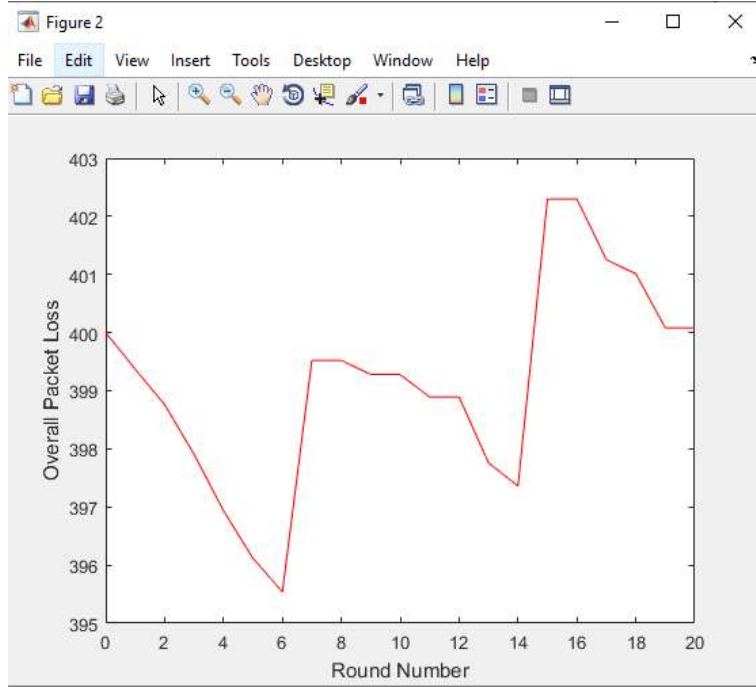 Figure 2
File Edit View Insert Tools Desktop Window Help
403
402
401
400
399
398
397
396
395
Overall Packet Loss
0 2 4 6 8 10 12 14 16 18 20
Round Number